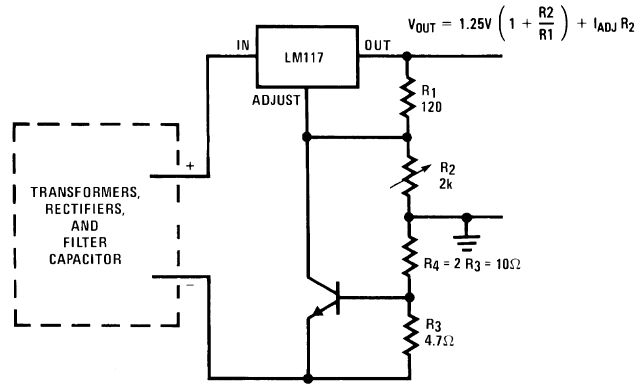 V_OUT = 1.25V (1 + R2/R1) + I_ADJ R2
IN
LM117
OUT
ADJUST
R1
120
R2
2k
+
TRANSFORMERS,
RECTIFIERS,
AND
FILTER
CAPACITOR
−
R4 = 2 R3 = 10Ω
R3
4.7Ω